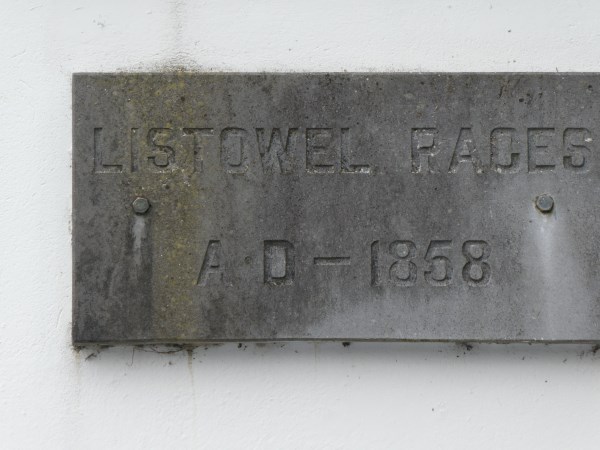 LISTOWEL RACES
A D - 1858